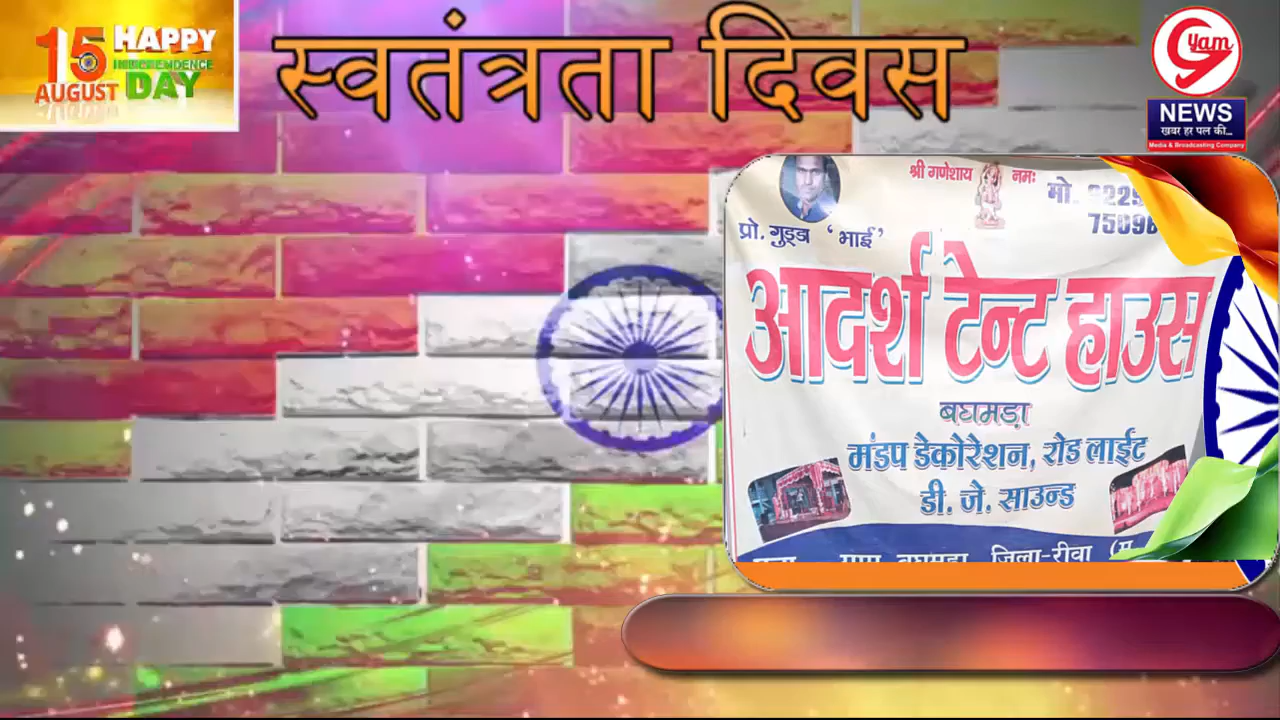 15 AUGUST
HAPPY
INDEPENDENCE
DAY
स्वतंत्रता दिवस
Gyam
NEWS
खबर हर पल की...
Media & Broadcasting Company
श्री गणेशाय नमः
मो.
प्रो. गुड्डू 'भाई'
आदर्श टेन्ट हाउस
बघमड़ा
मंडप डेकोरेशन, रोड लाईट
डी. जे. साउन्ड
जिला-रीवा